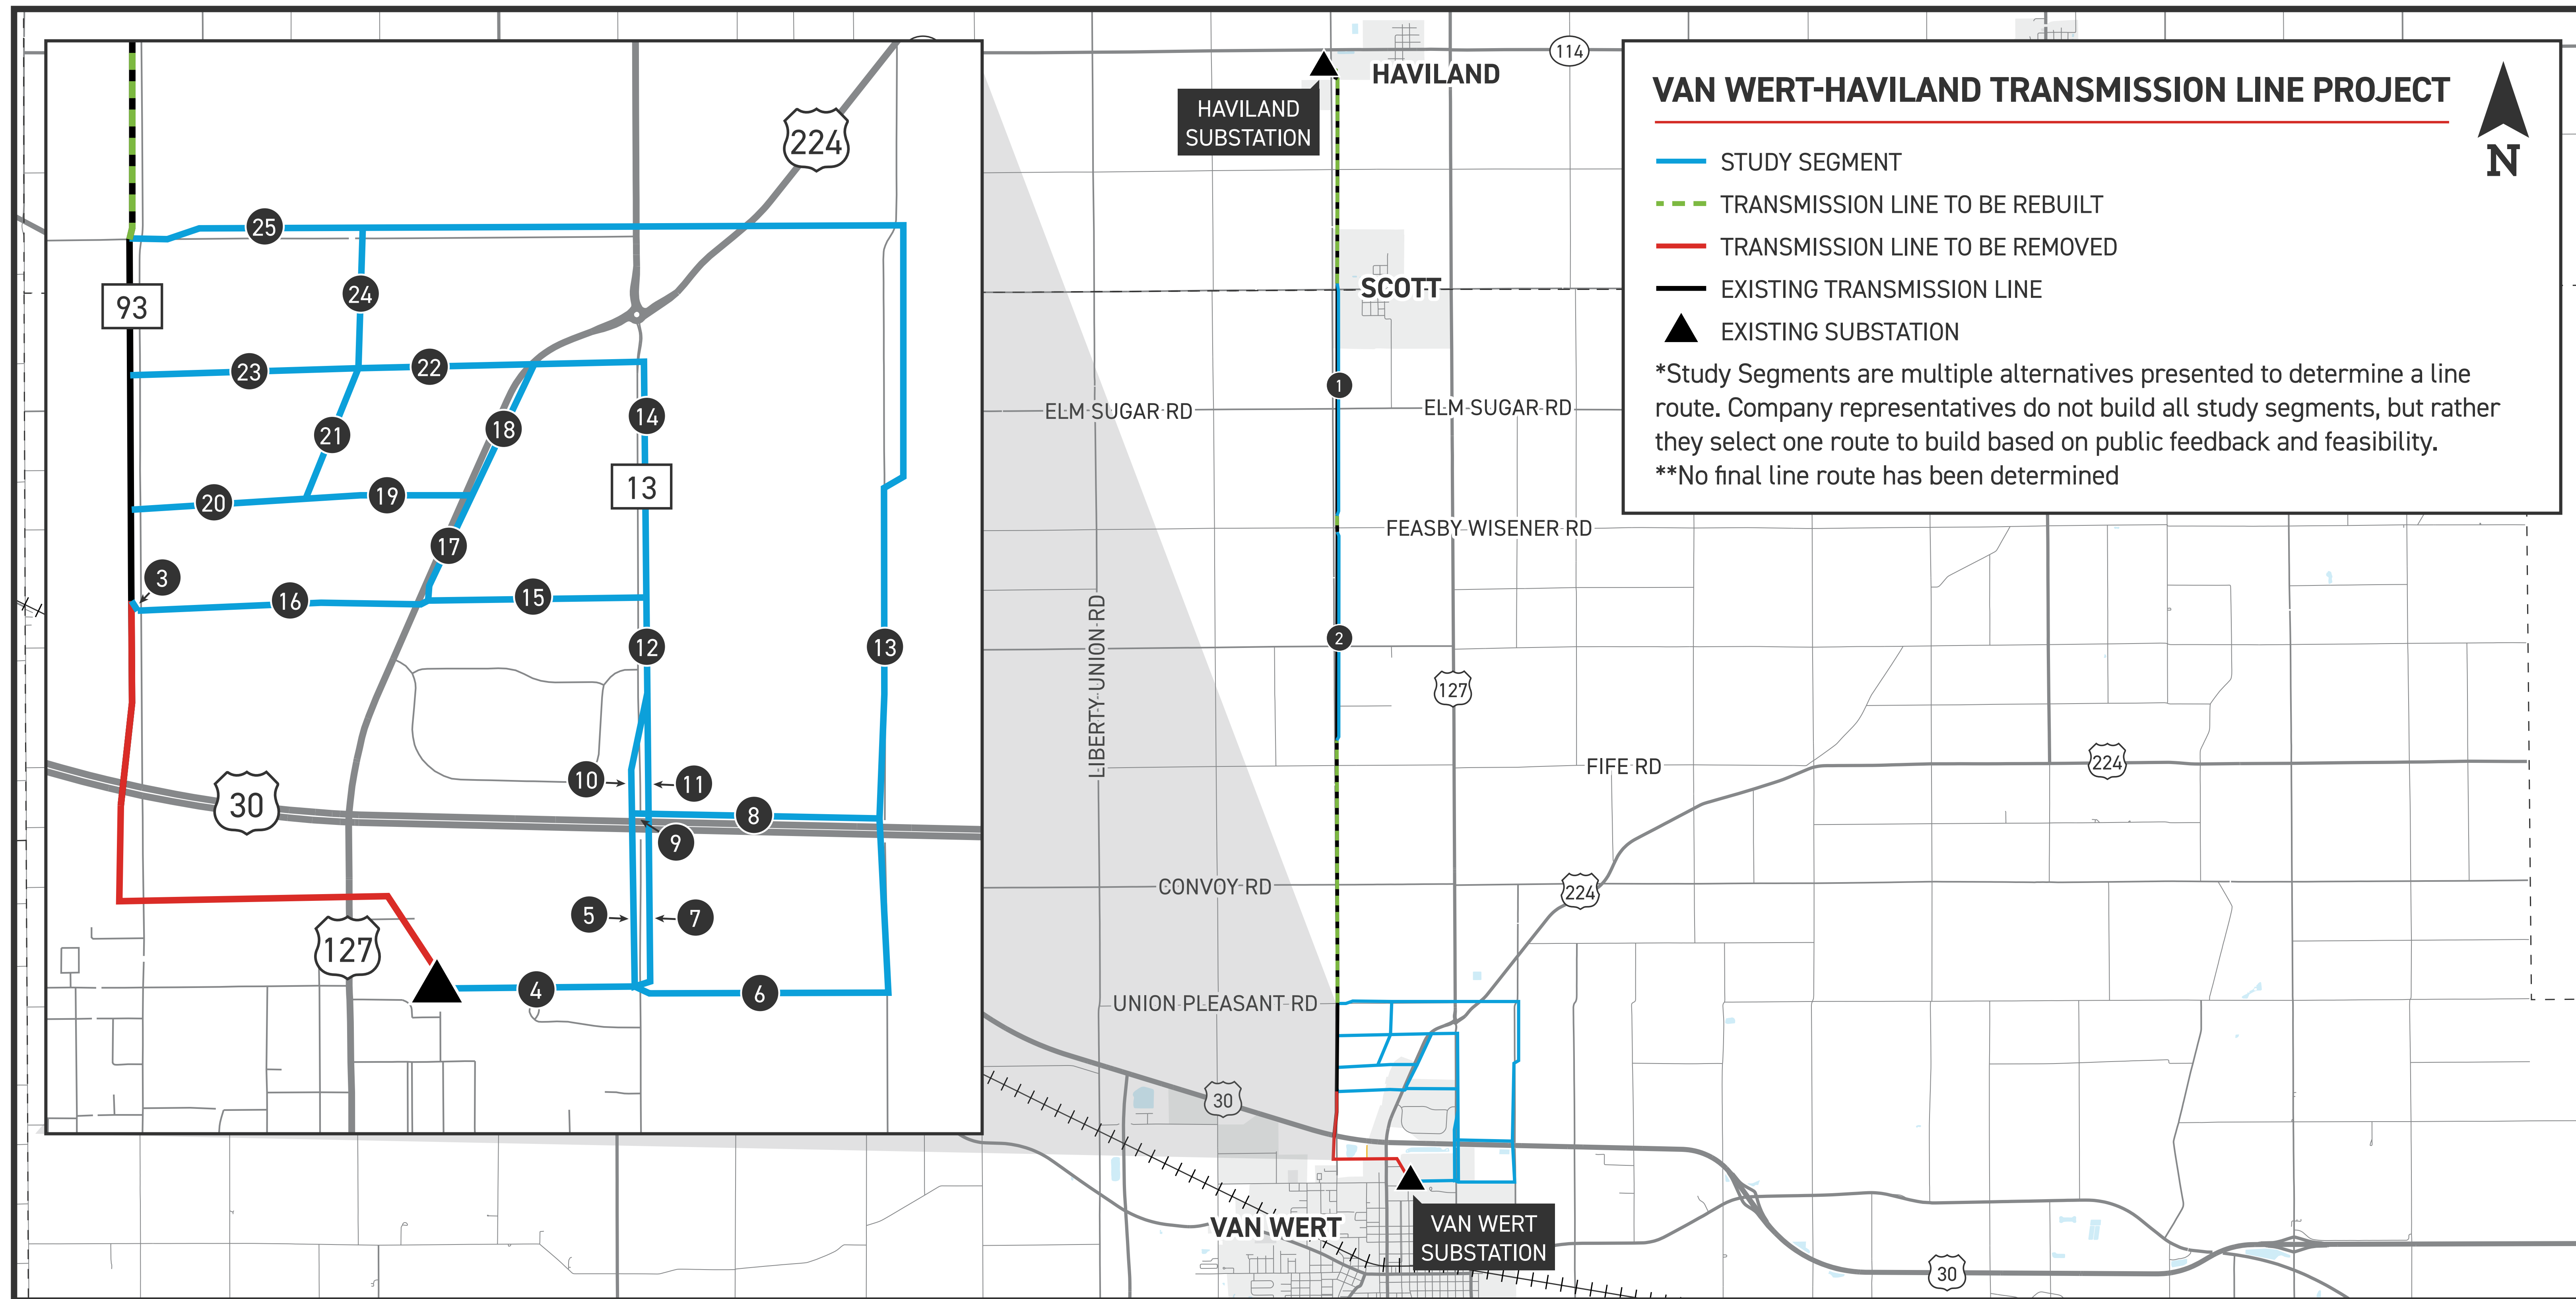 VAN WERT-HAVILAND TRANSMISSION LINE PROJECT
N
STUDY SEGMENT
TRANSMISSION LINE TO BE REBUILT
TRANSMISSION LINE TO BE REMOVED
EXISTING TRANSMISSION LINE
EXISTING SUBSTATION
*Study Segments are multiple alternatives presented to determine a line
route. Company representatives do not build all study segments, but rather
they select one route to build based on public feedback and feasibility.
**No final line route has been determined
114
HAVILAND
HAVILAND
SUBSTATION
SCOTT
1
ELM SUGAR RD
ELM SUGAR RD
FEASBY WISENER RD
2
LIBERTY-UNION RD
127
FIFE RD
224
CONVOY RD
224
UNION PLEASANT RD
30
VAN WERT
VAN WERT
SUBSTATION
30
224
25
24
93
23
22
21
18
14
20
19
13
17
3
16
15
12
13
10
11
30
8
9
5
7
127
4
6